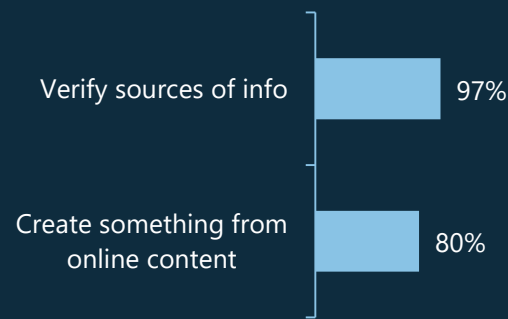 Verify sources of info
97%
Create something from
online content
80%